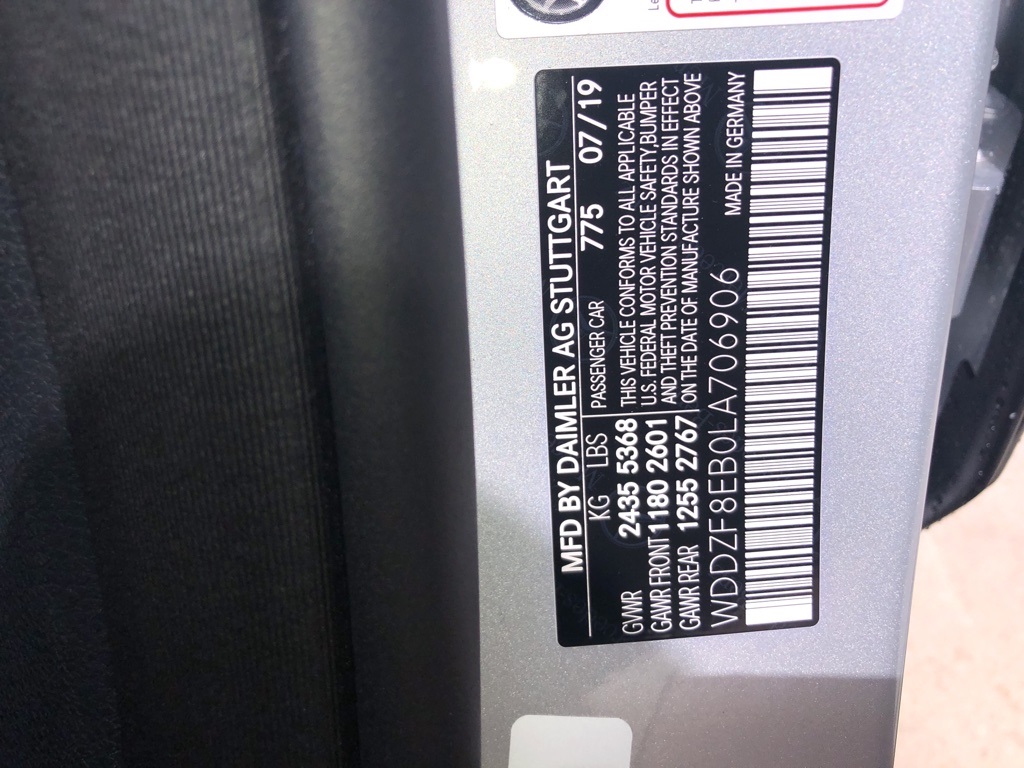 MFD BY DAIMLER AG STUTTGART
KG LBS PASSENGER CAR 775 07/19
GVWR 2435 5368 THIS VEHICLE CONFORMS TO ALL APPLICABLE
GAWR FRONT 1180 2601 U.S. FEDERAL MOTOR VEHICLE SAFETY, BUMPER
GAWR REAR 1255 2767 AND THEFT PREVENTION STANDARDS IN EFFECT
ON THE DATE OF MANUFACTURE SHOWN ABOVE
WDDZF8EB0LA706906 MADE IN GERMANY